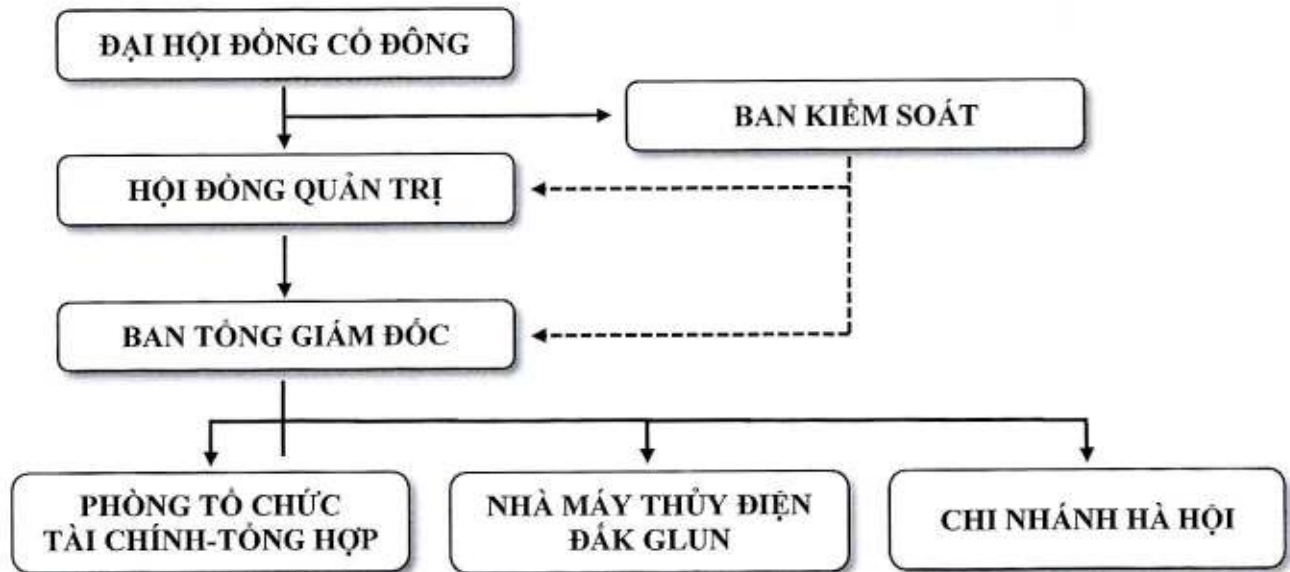 ĐẠI HỘI ĐỒNG CỔ ĐÔNG
BAN KIỂM SOÁT
HỘI ĐỒNG QUẢN TRỊ
BAN TỔNG GIÁM ĐỐC
PHÒNG TỔ CHỨC
TÀI CHÍNH-TỔNG HỢP
NHÀ MÁY THỦY ĐIỆN
ĐẮK GLUN
CHI NHÁNH HÀ HỘI